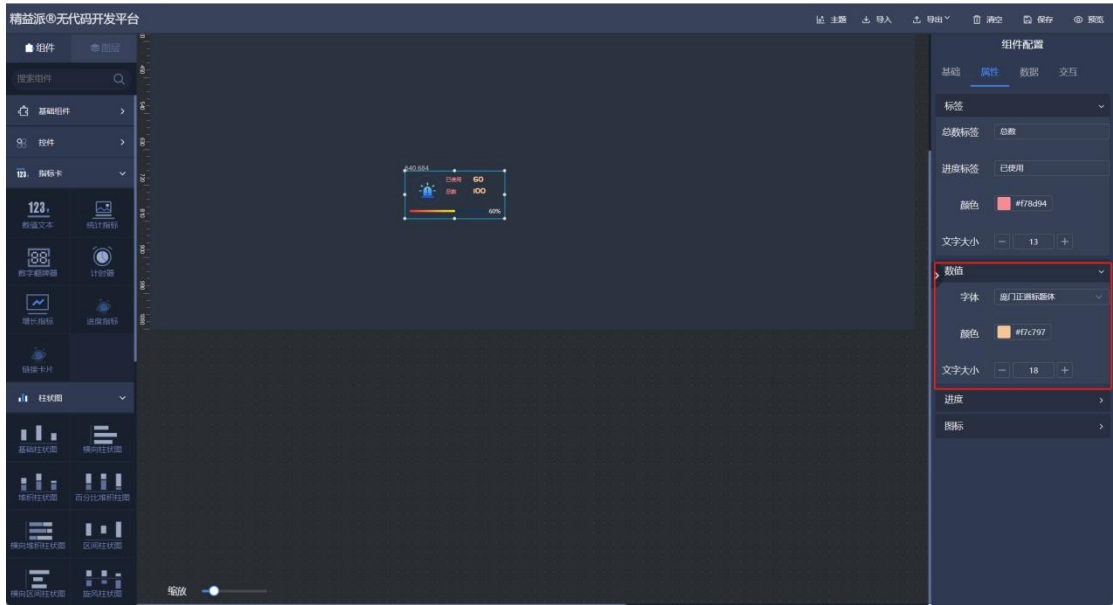 精益派®无代码开发平台
主题 导入 导出 清空 保存 预览
组件 图层
搜索组件
基础组件
控件
123. 指标卡
123.
数值文本 统计指标
88
数字翻牌器 计时器
增长指标 进度指标
链接卡片
柱状图
基础柱状图 横向柱状图
堆积柱状图 百分比堆积柱图
横向堆积柱状图 区间柱状图
横向区间柱状图 旋风柱状图
540
630
720
810
640,684
已使用 60
总数 100
60%
缩放
组件配置
基础 属性 数据 交互
标签
总数标签 总数
进度标签 已使用
颜色 #f78d94
文字大小 − 13 +
数值
字体 庞门正道标题体
颜色 #f7c797
文字大小 − 18 +
进度
图标